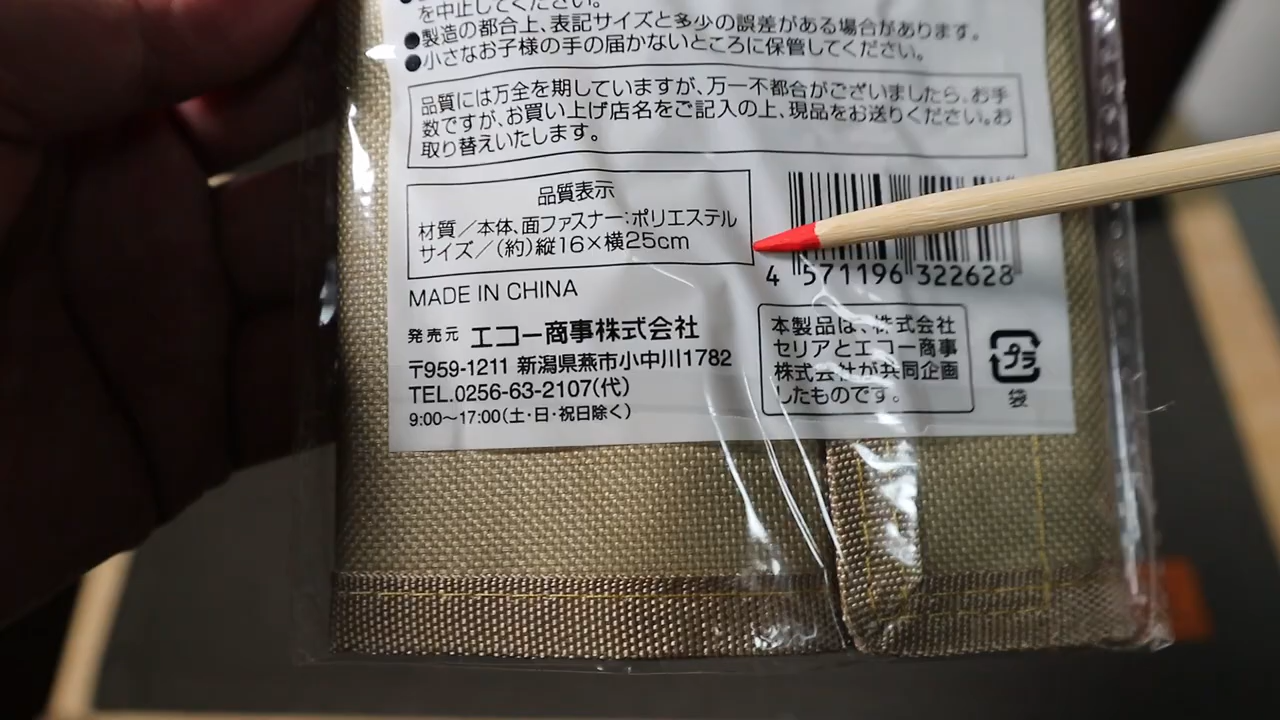 を中止してください。
●製造の都合上、表記サイズと多少の誤差がある場合があります。
●小さなお子様の手の届かないところに保管してください。
品質には万全を期していますが、万一不都合がございましたら、お手
数ですが、お買い上げ店名をご記入の上、現品をお送りください。お
取り替えいたします。
品質表示
材質／本体、面ファスナー：ポリエステル
サイズ／(約)縦16×横25cm
4 571196 322628
MADE IN CHINA
発売元 エコー商事株式会社
〒959-1211 新潟県燕市小中川1782
TEL.0256-63-2107(代)
9:00〜17:00(土・日・祝日除く)
本製品は、株式会社
セリアとエコー商事
株式会社が共同企画
したものです。
プラ
袋